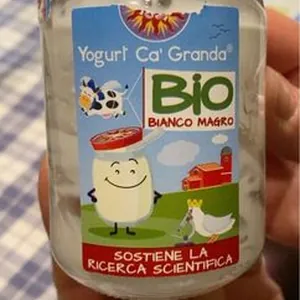 Yogurt Ca' Granda®
BiO
BIANCO MAGRO
SOSTIENE LA
RICERCA SCIENTIFICA